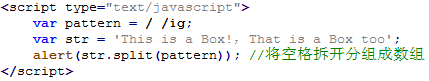 <script type="text/javascript">
var pattern = / /ig;
var str = 'This is a Box!, That is a Box too';
alert(str.split(pattern)); //将空格拆开分组成数组
</script>